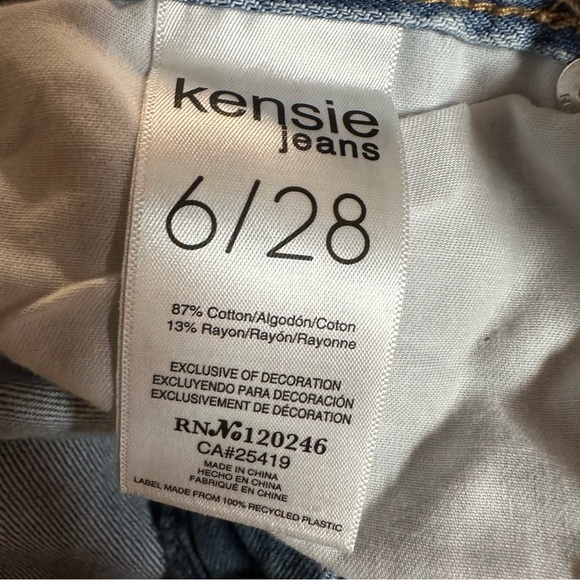 kensie
jeans
6/28
87% Cotton/Algodón/Coton
13% Rayon/Rayón/Rayonne
EXCLUSIVE OF DECORATION
EXCLUYENDO PARA DECORACIÓN
EXCLUSIVEMENT DE DÉCORATION
RNNo120246
CA#25419
MADE IN CHINA
HECHO EN CHINA
FABRIQUÉ EN CHINE
LABEL MADE FROM 100% RECYCLED PLASTIC